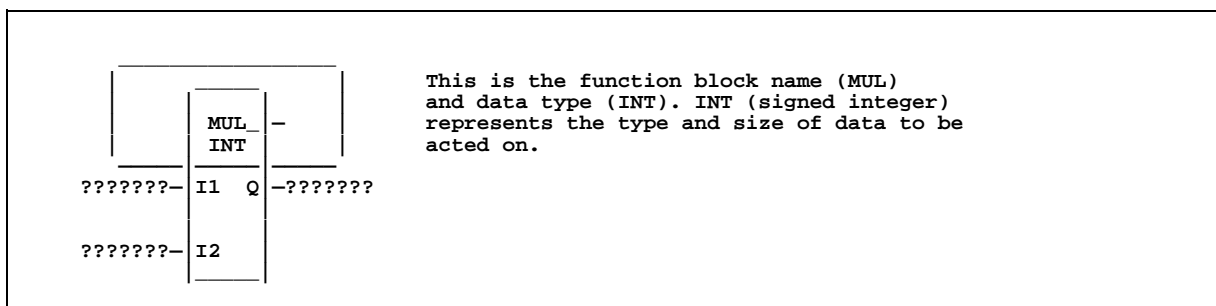 This is the function block name (MUL)
and data type (INT). INT (signed integer)
MUL_ represents the type and size of data to be
INT acted on.
???????–I1 Q–???????
???????–I2